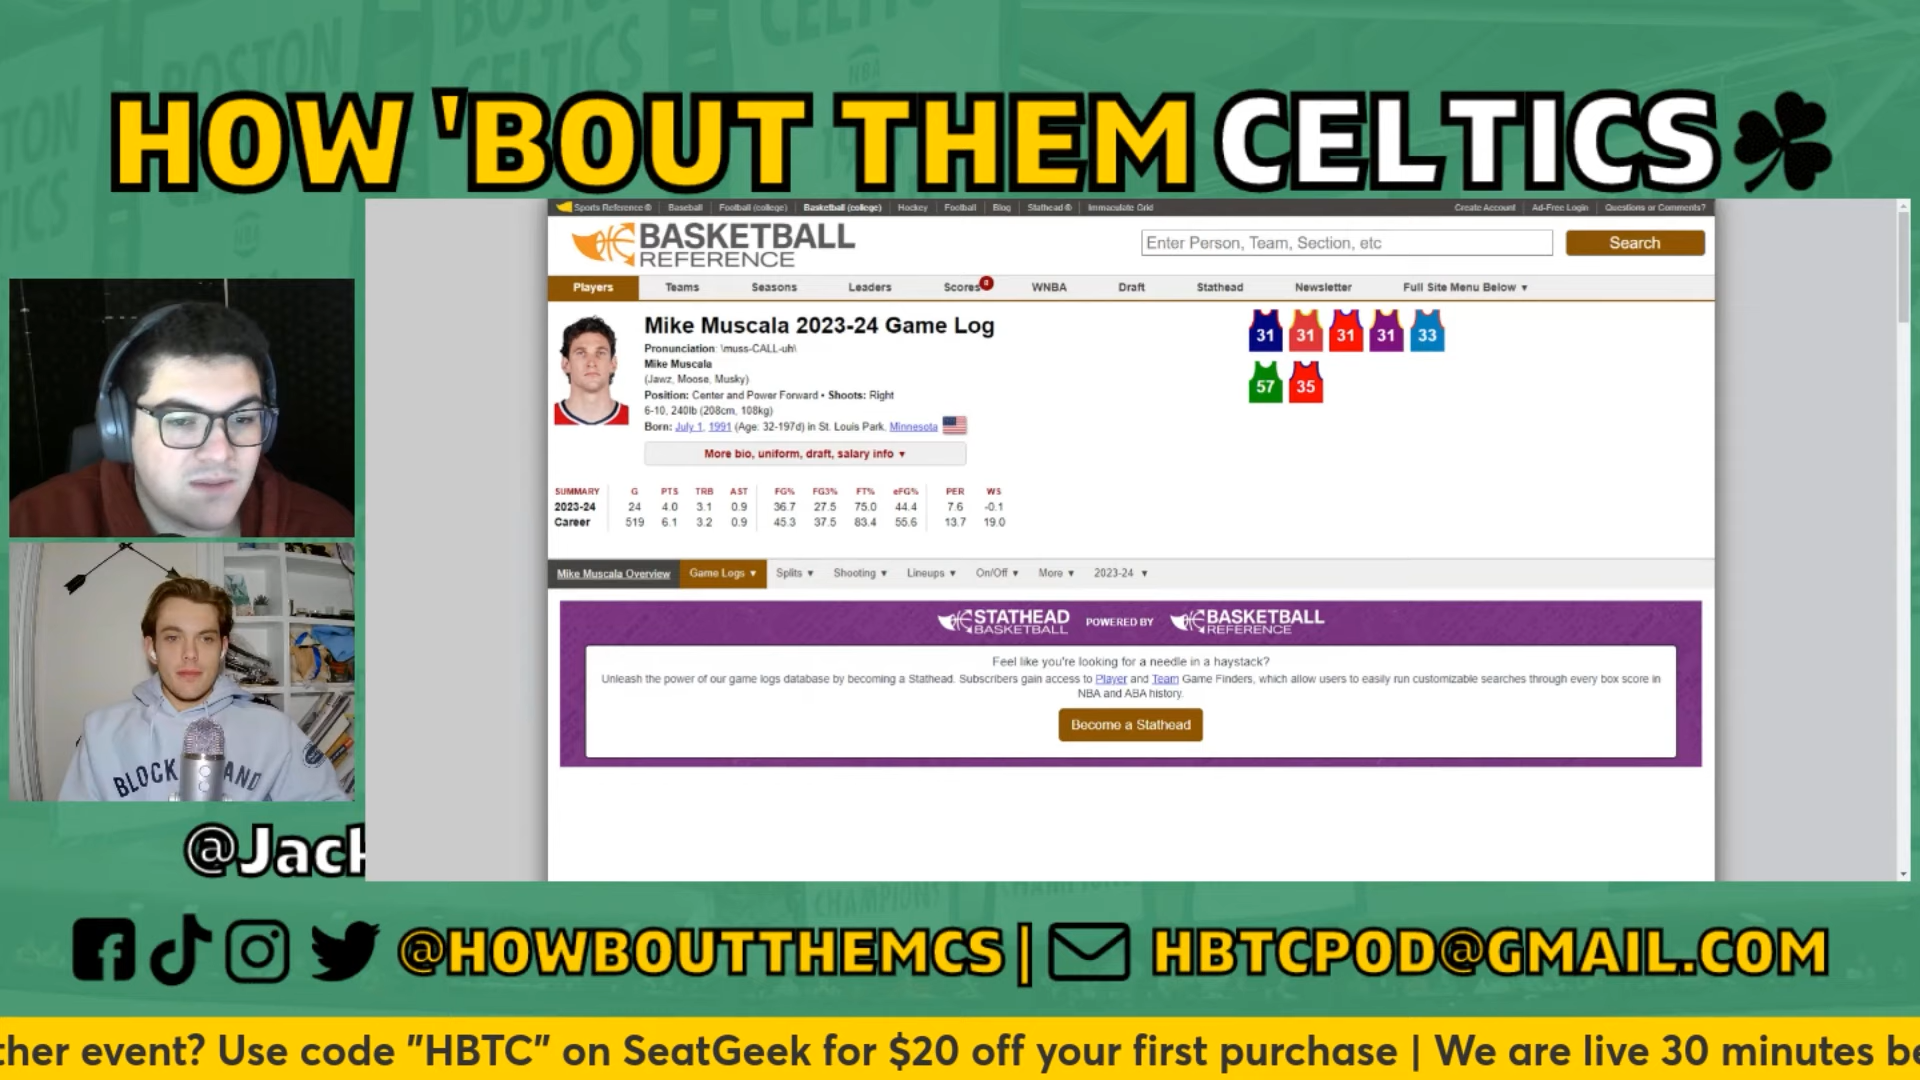 HOW 'BOUT THEM CELTICS
Sports Reference ® Baseball Football (college) Basketball (college) Hockey Football Blog Stathead ® Immaculate Grid Create Account Ad-Free Login Questions or Comments?
BASKETBALL
REFERENCE
Enter Person, Team, Section, etc Search
Players Teams Seasons Leaders Scores WNBA Draft Stathead Newsletter Full Site Menu Below ▼
Mike Muscala 2023-24 Game Log
Pronunciation: \muss-CALL-uh\
Mike Muscala
(Jawz, Moose, Musky)
Position: Center and Power Forward • Shoots: Right
6-10, 240lb (208cm, 108kg)
Born: July 1, 1991 (Age: 32-197d) in St. Louis Park, Minnesota
More bio, uniform, draft, salary info ▼
31 31 31 31 33
57 35
SUMMARY G PTS TRB AST FG% FG3% FT% eFG% PER WS
2023-24 24 4.0 3.1 0.9 36.7 27.5 75.0 44.4 7.6 -0.1
Career 519 6.1 3.2 0.9 45.3 37.5 83.4 55.6 13.7 19.0
Mike Muscala Overview Game Logs ▼ Splits ▼ Shooting ▼ Lineups ▼ On/Off ▼ More ▼ 2023-24 ▼
STATHEAD BASKETBALL POWERED BY BASKETBALL REFERENCE
Feel like you're looking for a needle in a haystack?
Unleash the power of our game logs database by becoming a Stathead. Subscribers gain access to Player and Team Game Finders, which allow users to easily run customizable searches through every box score in
NBA and ABA history.
Become a Stathead
BLOCK AND
@Jack
@HOWBOUTTHEMCS | HBTCPOD@GMAIL.COM
ther event? Use code "HBTC" on SeatGeek for $20 off your first purchase | We are live 30 minutes be